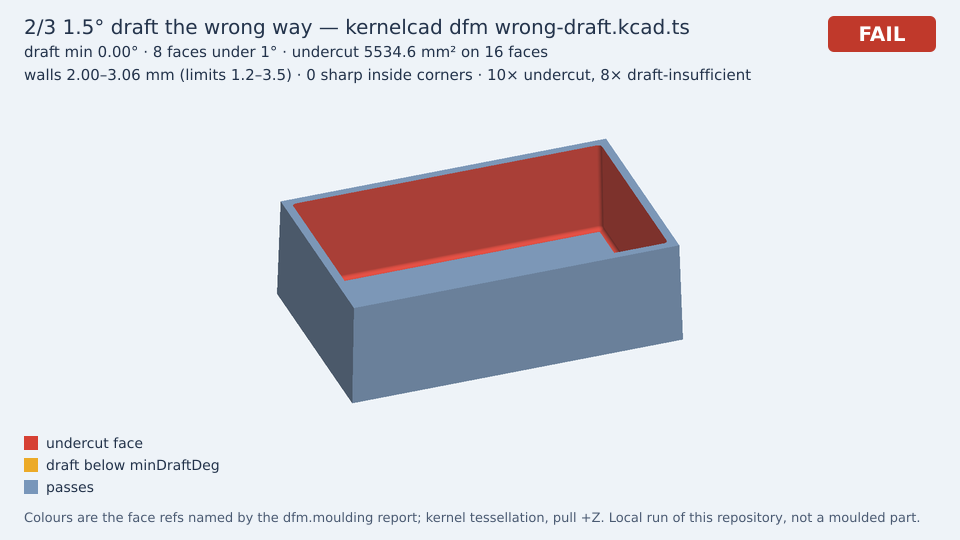 2/3 1.5° draft the wrong way — kernelcad dfm wrong-draft.kcad.ts
FAIL
draft min 0.00° · 8 faces under 1° · undercut 5534.6 mm² on 16 faces
walls 2.00–3.06 mm (limits 1.2–3.5) · 0 sharp inside corners · 10× undercut, 8× draft-insufficient
undercut face
draft below minDraftDeg
passes
Colours are the face refs named by the dfm.moulding report; kernel tessellation, pull +Z. Local run of this repository, not a moulded part.